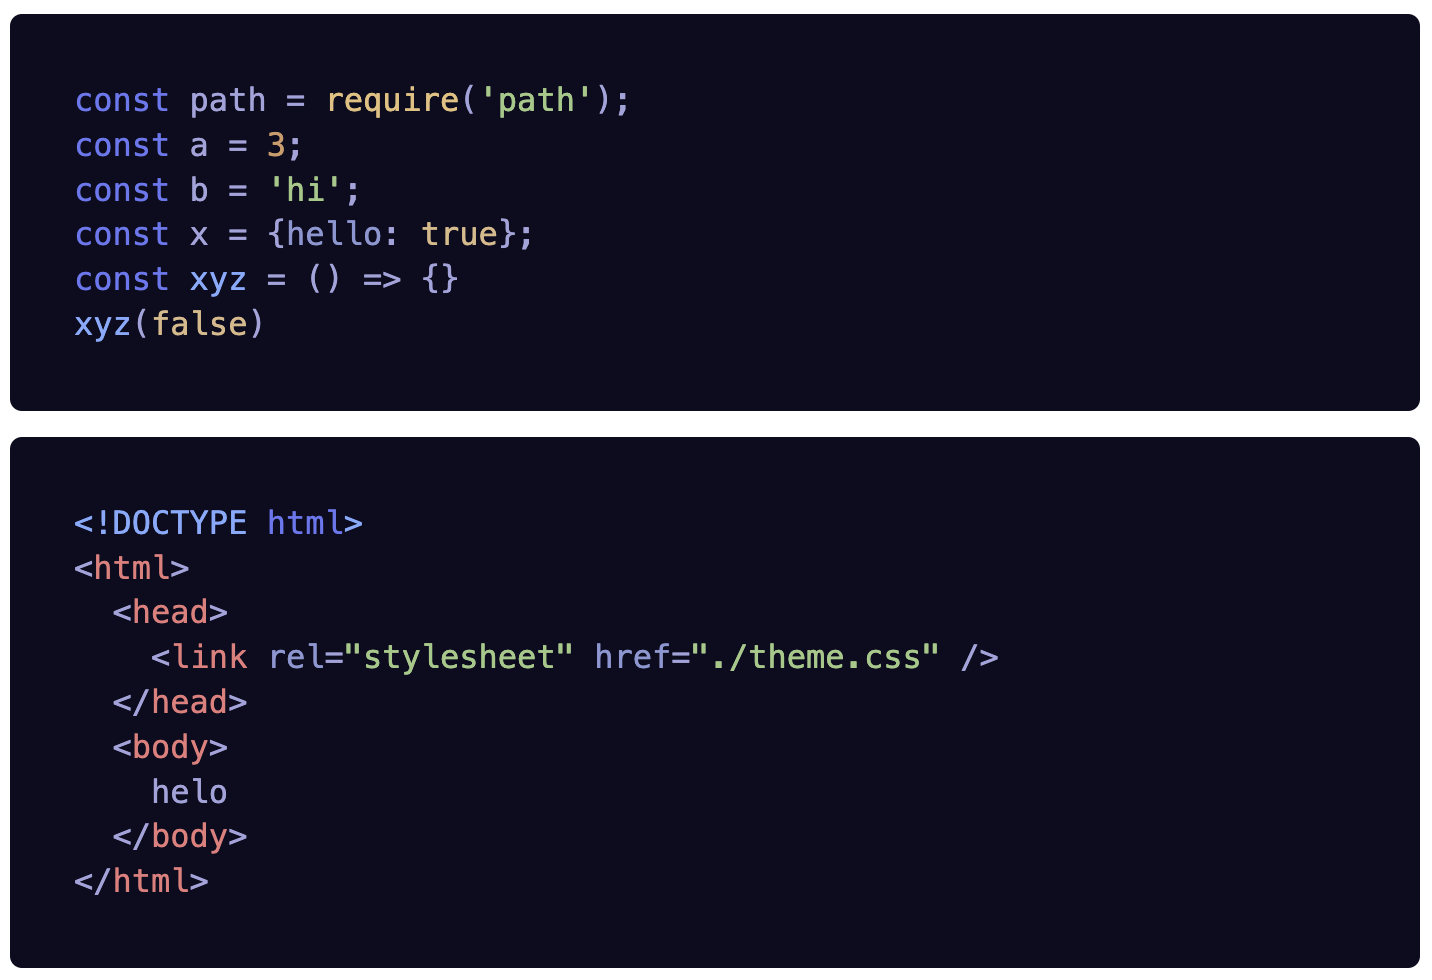 const path = require('path');
const a = 3;
const b = 'hi';
const x = {hello: true};
const xyz = () => {}
xyz(false)
<!DOCTYPE html>
<html>
  <head>
    <link rel="stylesheet" href="./theme.css" />
  </head>
  <body>
    helo
  </body>
</html>